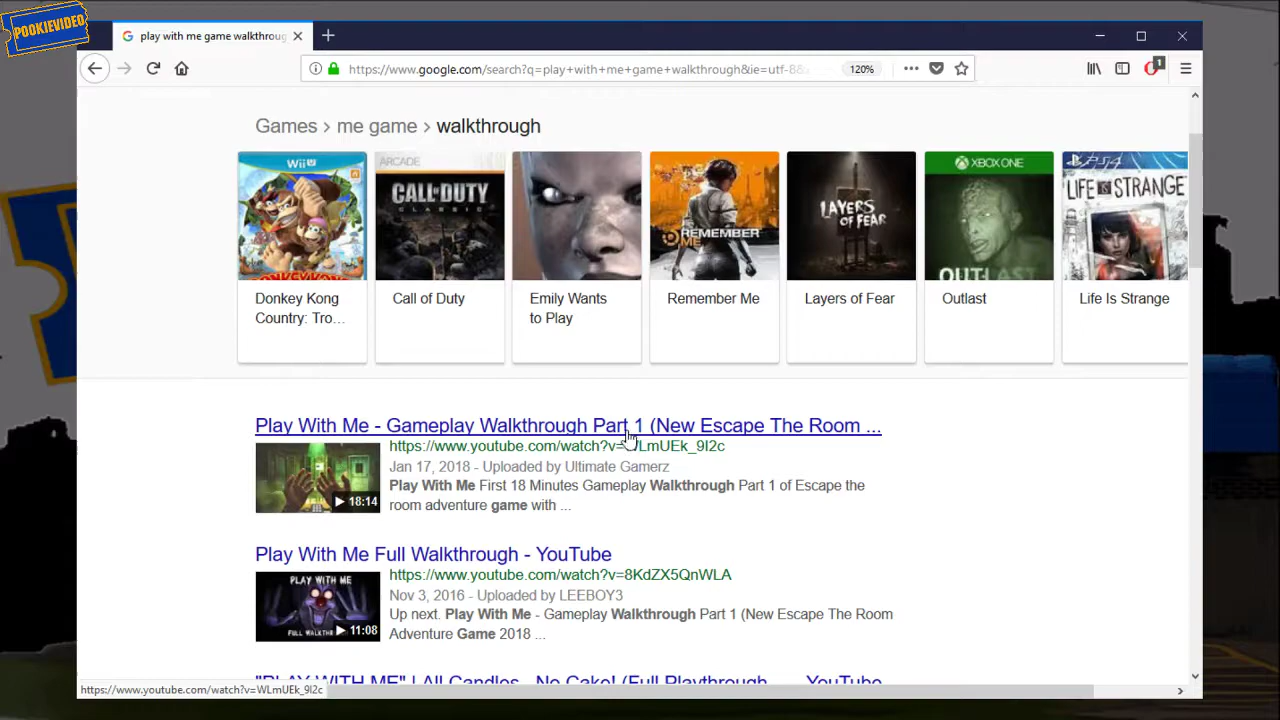 POOKIEVIDEO
play with me game walkthroug
https://www.google.com/search?q=play+with+me+game+walkthrough&ie=utf-8&
120%
1
Games > me game > walkthrough
WiiU
DONKEY KONG
ARCADE
CALL OF DUTY
CLASSIC
REMEMBER
ME
LAYERS
OF FEAR
XBOX ONE
OUTLAST
PS4
LIFE IS STRANGE
Donkey Kong
Country: Tro...
Call of Duty
Emily Wants
to Play
Remember Me
Layers of Fear
Outlast
Life Is Strange
Play With Me - Gameplay Walkthrough Part 1 (New Escape The Room ...
https://www.youtube.com/watch?v=WLmUEk_9I2c
Jan 17, 2018 - Uploaded by Ultimate Gamerz
Play With Me First 18 Minutes Gameplay Walkthrough Part 1 of Escape the
room adventure game with ...
18:14
Play With Me Full Walkthrough - YouTube
https://www.youtube.com/watch?v=8KdZX5QnWLA
Nov 3, 2016 - Uploaded by LEEBOY3
Up next. Play With Me - Gameplay Walkthrough Part 1 (New Escape The Room
Adventure Game 2018 ...
PLAY WITH ME
FULL WALKTHR
11:08
"PLAY WITH ME" | All Candles - No Cake! (Full Playthrough ... - YouTube
https://www.youtube.com/watch?v=WLmUEk_9I2c